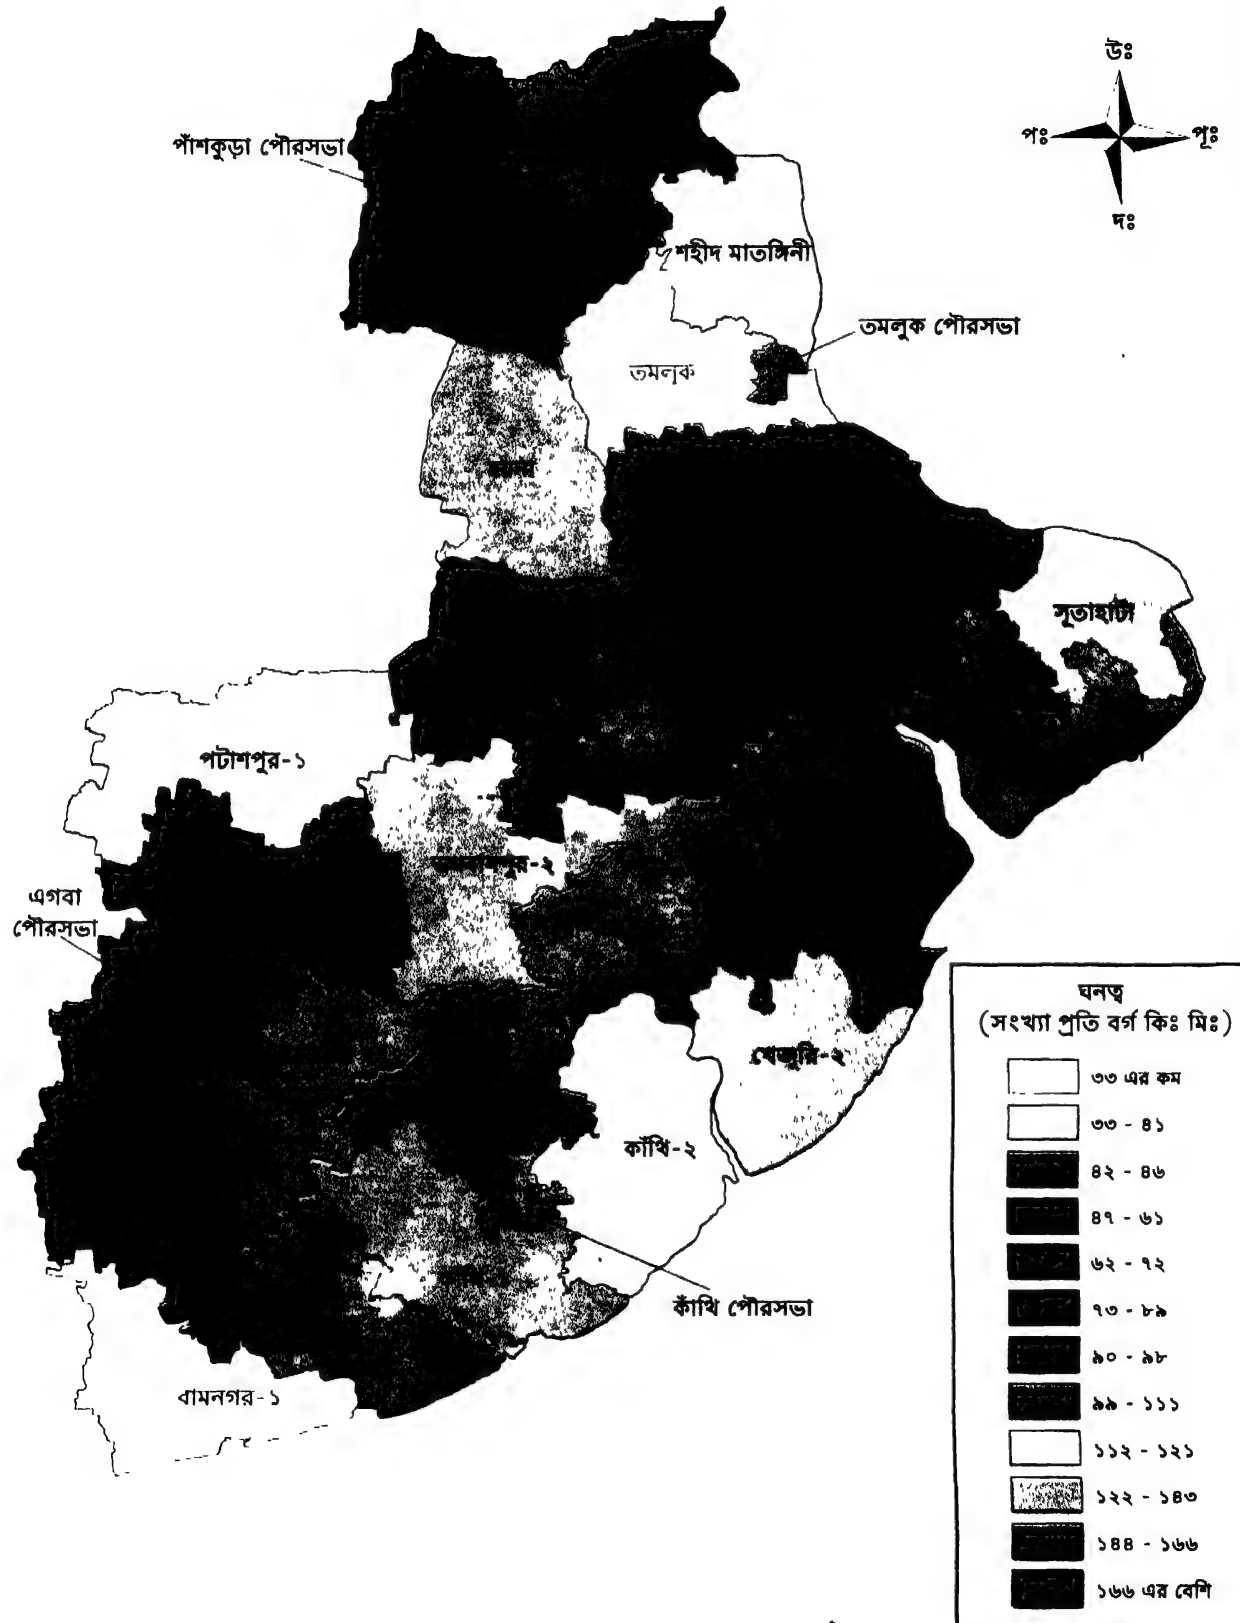 উঃ
পঃ
পূঃ
দঃ
পাঁশকুড়া পৌরসভা
শহীদ মাতঙ্গিনী
তমলুক পৌরসভা
তমলুক
সূতাহাটা
পটাশপুর-১
এগরা
পৌরসভা
খেজুরি-২
কাঁথি-২
কাঁথি পৌরসভা
রামনগর-১
ঘনত্ব
(সংখ্যা প্রতি বর্গ কিঃ মিঃ)
৩৩ এর কম
৩৩ - ৪১
৪২ - ৪৬
৪৭ - ৬১
৬২ - ৭২
৭৩ - ৮৯
৯০ - ৯৮
৯৯ - ১১১
১১২ - ১২১
১২২ - ১৪৩
১৪৪ - ১৬৬
১৬৬ এর বেশি